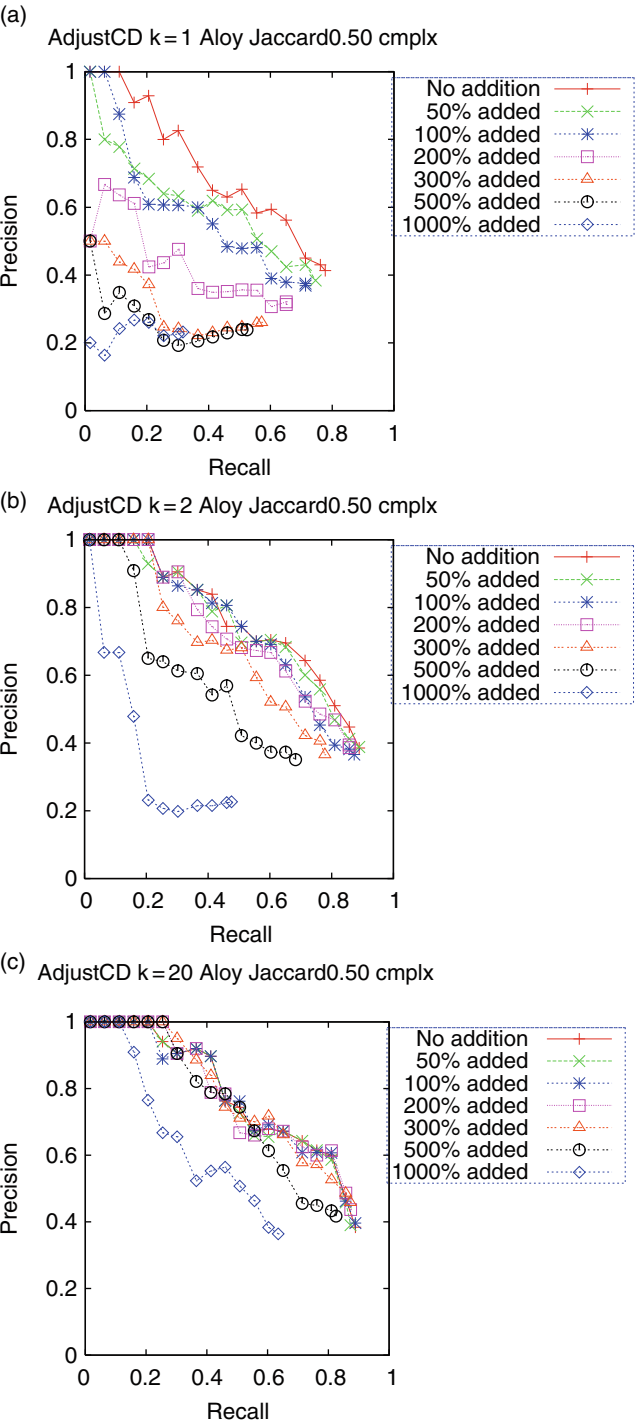 (a)
AdjustCD k=1 Aloy Jaccard0.50 cmplx
1
0.8
0.6
0.4
0.2
0
Precision
0 0.2 0.4 0.6 0.8 1
Recall
No addition
50% added
100% added
200% added
300% added
500% added
1000% added
(b)
AdjustCD k=2 Aloy Jaccard0.50 cmplx
1
0.8
0.6
0.4
0.2
0
Precision
0 0.2 0.4 0.6 0.8 1
Recall
No addition
50% added
100% added
200% added
300% added
500% added
1000% added
(c)
AdjustCD k=20 Aloy Jaccard0.50 cmplx
1
0.8
0.6
0.4
0.2
0
Precision
0 0.2 0.4 0.6 0.8 1
Recall
No addition
50% added
100% added
200% added
300% added
500% added
1000% added